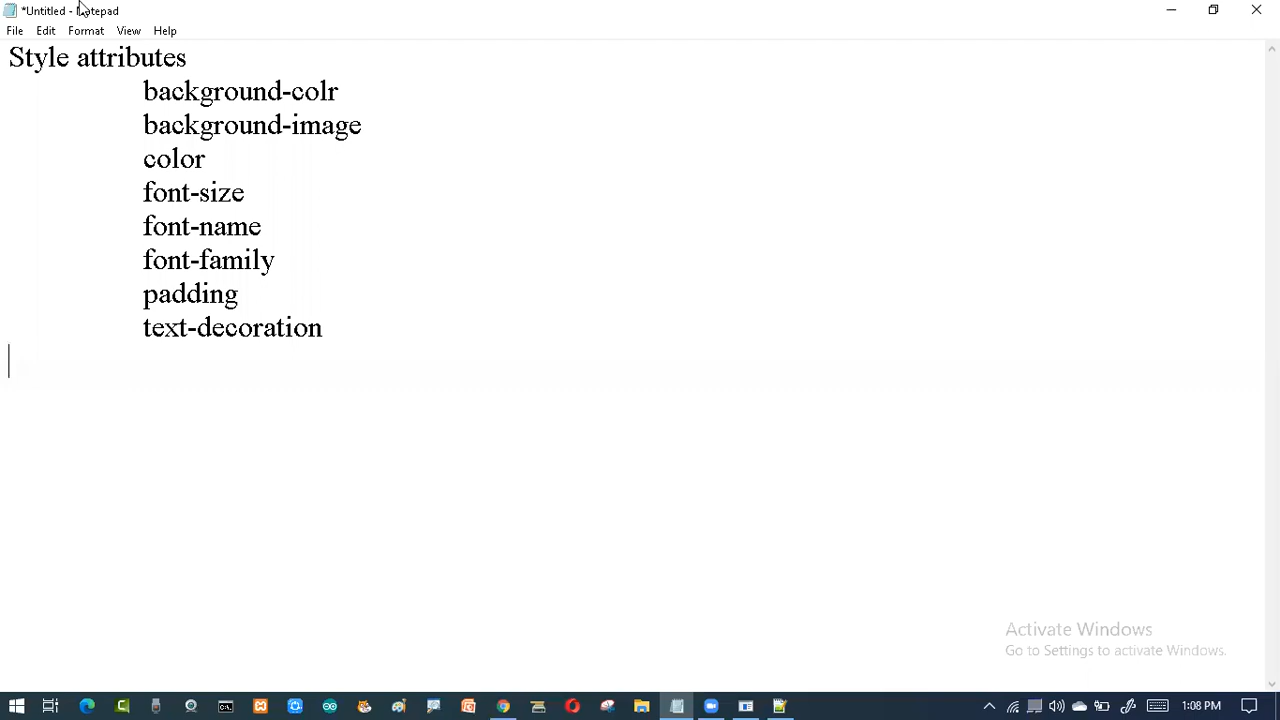 *Untitled - Notepad
File Edit Format View Help
Style attributes
background-colr
background-image
color
font-size
font-name
font-family
padding
text-decoration
Activate Windows
Go to Settings to activate Windows.
1:08 PM